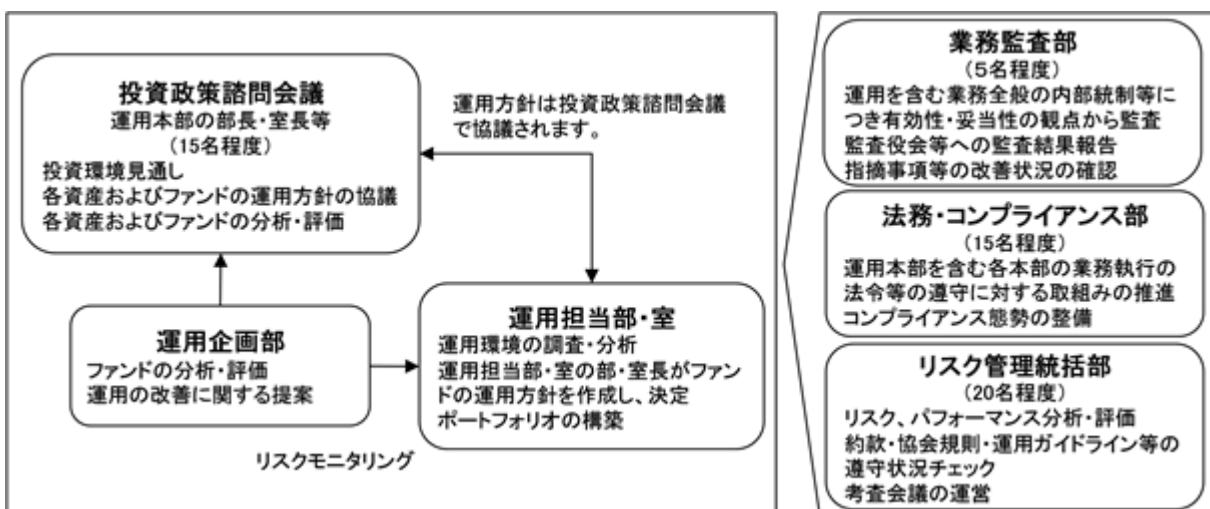 投資政策諮問会議
運用本部の部長・室長等
(15名程度)
投資環境見通し
各資産およびファンドの運用方針の協議
各資産およびファンドの分析・評価
運用方針は投資政策諮問会議
で協議されます。
運用企画部
ファンドの分析・評価
運用の改善に関する提案
運用担当部・室
運用環境の調査・分析
運用担当部・室の部・室長がファン
ドの運用方針を作成し、決定
ポートフォリオの構築
リスクモニタリング
業務監査部
(5名程度)
運用を含む業務全般の内部統制等に
つき有効性・妥当性の観点から監査
監査役会等への監査結果報告
指摘事項等の改善状況の確認
法務・コンプライアンス部
(15名程度)
運用本部を含む各本部の業務執行の
法令等の遵守に対する取組みの推進
コンプライアンス態勢の整備
リスク管理統括部
(20名程度)
リスク、パフォーマンス分析・評価
約款・協会規則・運用ガイドライン等の
遵守状況チェック
考査会議の運営